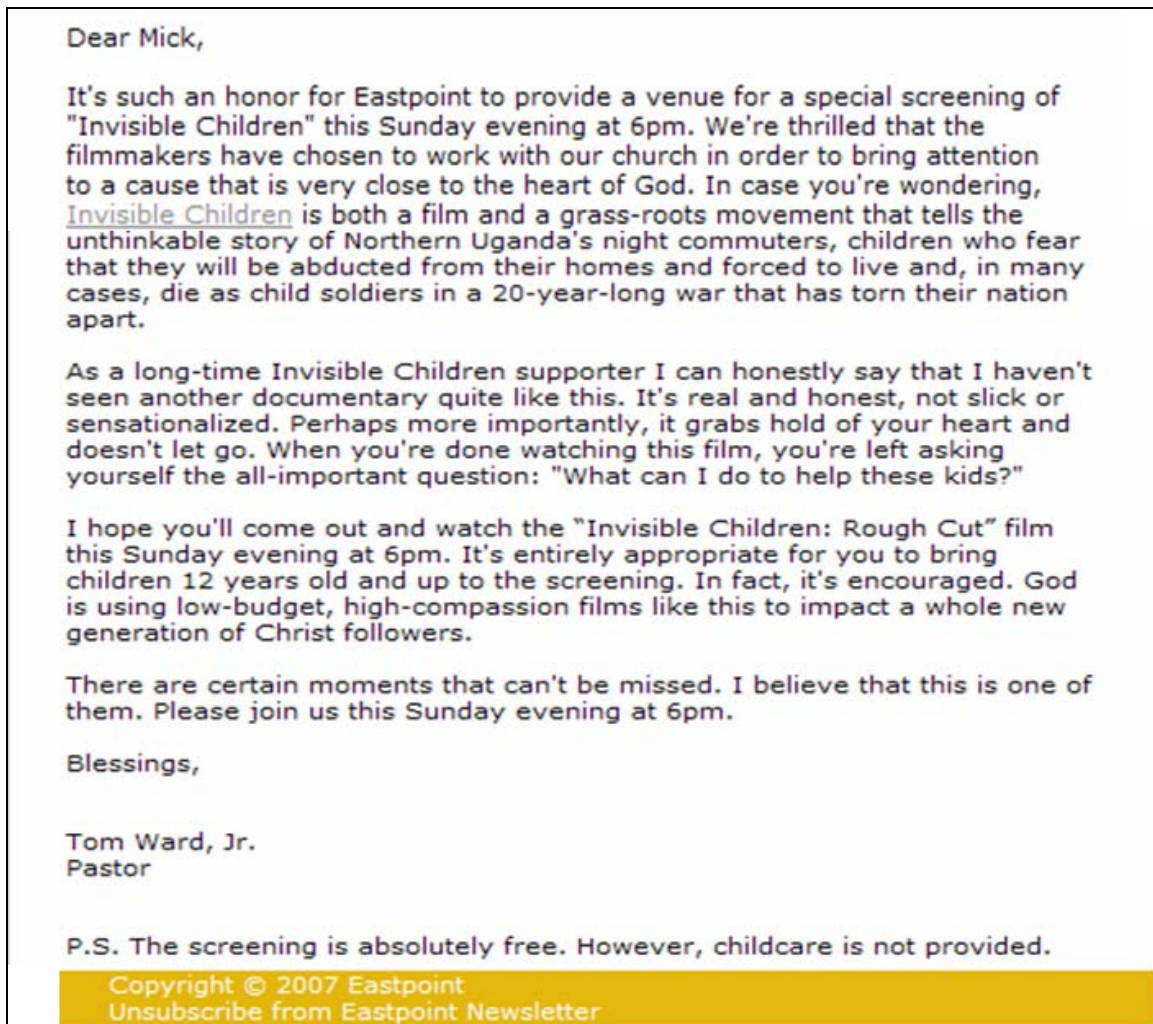 Dear Mick,
It's such an honor for Eastpoint to provide a venue for a special screening of
"Invisible Children" this Sunday evening at 6pm. We're thrilled that the
filmmakers have chosen to work with our church in order to bring attention
to a cause that is very close to the heart of God. In case you're wondering,
Invisible Children is both a film and a grass-roots movement that tells the
unthinkable story of Northern Uganda's night commuters, children who fear
that they will be abducted from their homes and forced to live and, in many
cases, die as child soldiers in a 20-year-long war that has torn their nation
apart.
As a long-time Invisible Children supporter I can honestly say that I haven't
seen another documentary quite like this. It's real and honest, not slick or
sensationalized. Perhaps more importantly, it grabs hold of your heart and
doesn't let go. When you're done watching this film, you're left asking
yourself the all-important question: "What can I do to help these kids?"
I hope you'll come out and watch the “Invisible Children: Rough Cut” film
this Sunday evening at 6pm. It's entirely appropriate for you to bring
children 12 years old and up to the screening. In fact, it's encouraged. God
is using low-budget, high-compassion films like this to impact a whole new
generation of Christ followers.
There are certain moments that can't be missed. I believe that this is one of
them. Please join us this Sunday evening at 6pm.
Blessings,
Tom Ward, Jr.
Pastor
P.S. The screening is absolutely free. However, childcare is not provided.
Copyright © 2007 Eastpoint
Unsubscribe from Eastpoint Newsletter